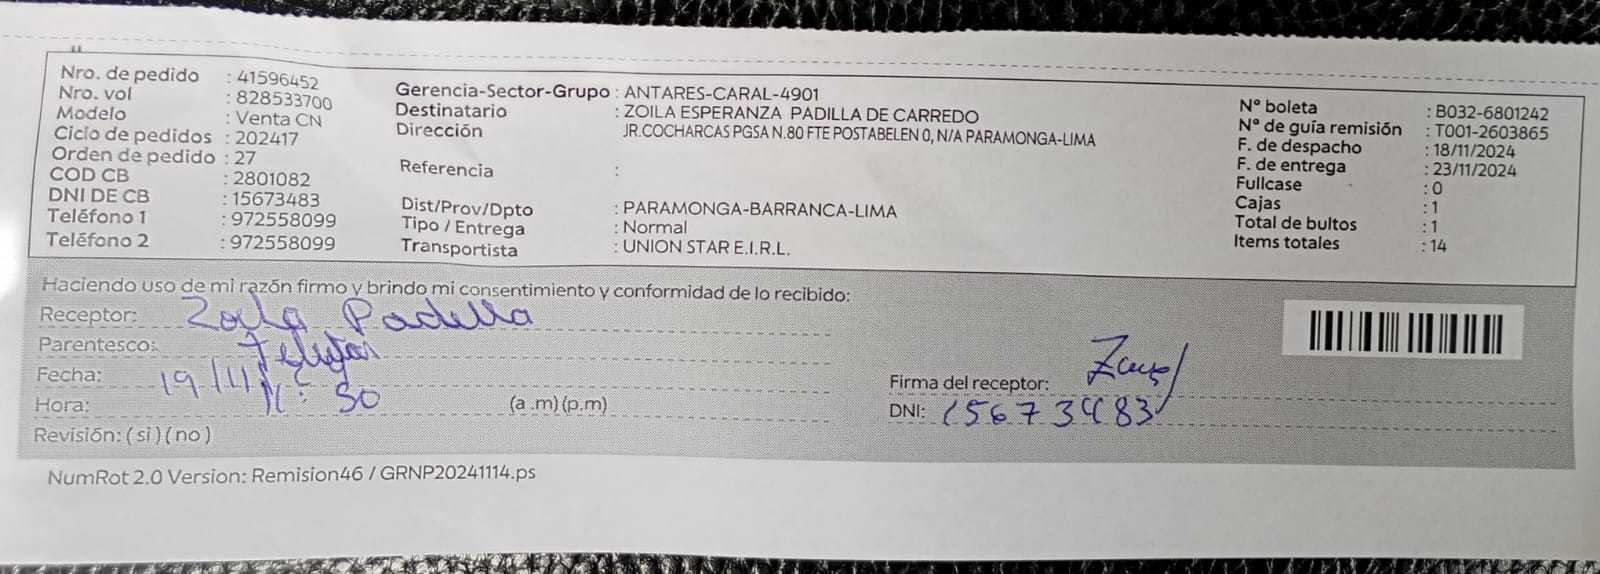 Nro. de pedido : 41596452
Nro. vol : 828533700
Modelo : Venta CN
Ciclo de pedidos : 202417
Orden de pedido : 27
COD CB : 2801082
DNI DE CB : 15673483
Teléfono 1 : 972558099
Teléfono 2 : 972558099
Gerencia-Sector-Grupo : ANTARES-CARAL-4901
Destinatario : ZOILA ESPERANZA PADILLA DE CARREDO
Dirección JR.COCHARCAS PGSA N.80 FTE POSTABELEN 0, N/A PARAMONGA-LIMA
Referencia :
Dist/Prov/Dpto : PARAMONGA-BARRANCA-LIMA
Tipo / Entrega : Normal
Transportista : UNION STAR E.I.R.L.
N° boleta : B032-6801242
N° de guía remisión : T001-2603865
F. de despacho : 18/11/2024
F. de entrega : 23/11/2024
Fullcase : 0
Cajas : 1
Total de bultos : 1
Items totales : 14
Haciendo uso de mi razón firmo y brindo mi consentimiento y conformidad de lo recibido:
Receptor: Zoila Padilla
Parentesco:
Fecha: 19/11/
Hora: 11:50 (a .m) (p.m)
Revisión: ( si ) ( no )
Firma del receptor:
DNI: 15673483
NumRot 2.0 Version: Remision46 / GRNP20241114.ps